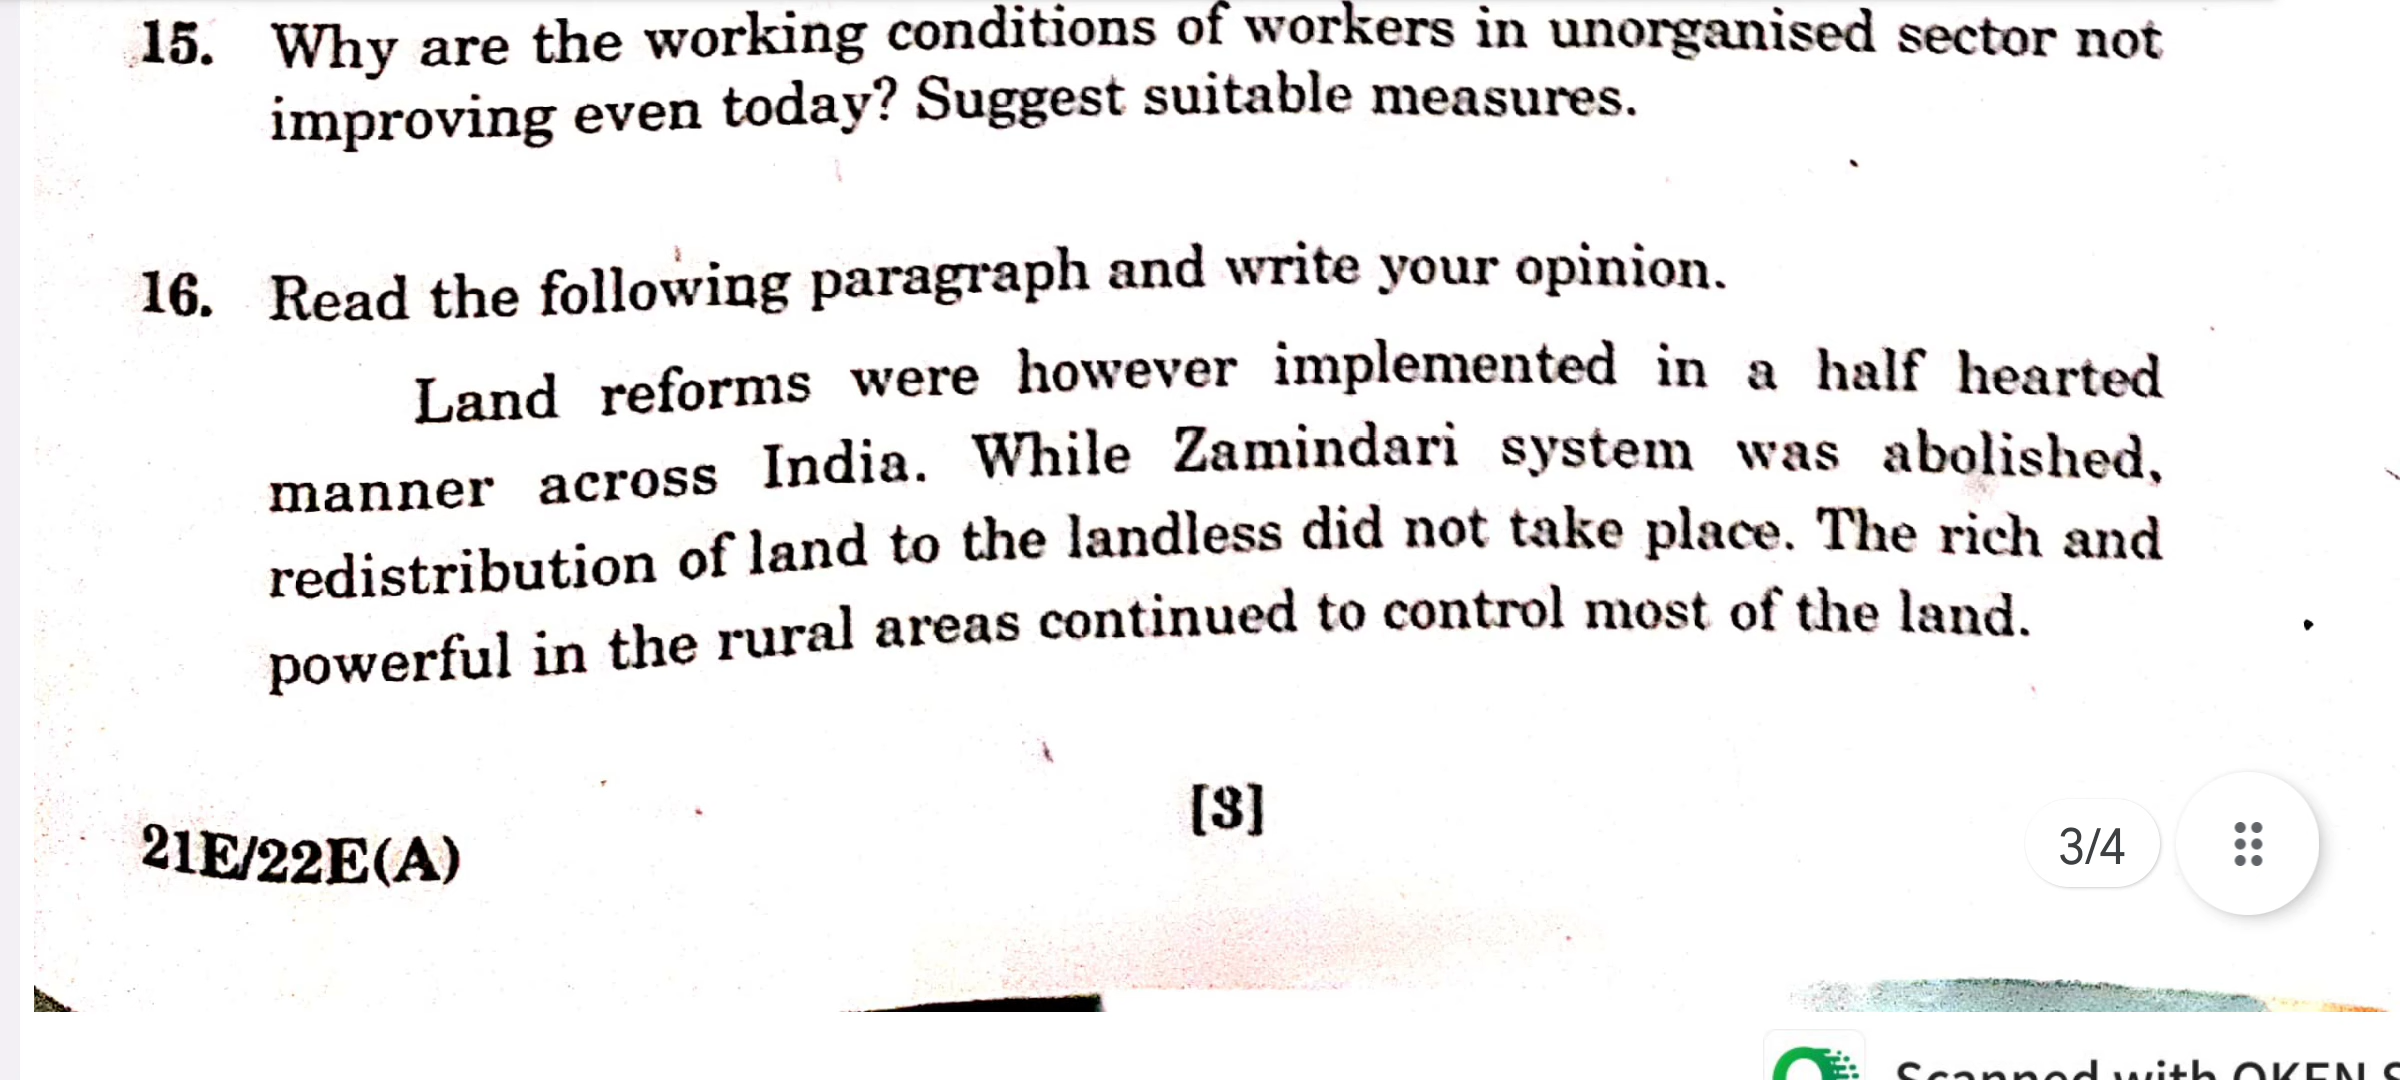 15. Why are the working conditions of workers in unorganised sector not
improving even today? Suggest suitable measures.
16. Read the following paragraph and write your opinion.
Land reforms were however implemented in a half hearted
manner across India. While Zamindari system was abolished,
redistribution of land to the landless did not take place. The rich and
powerful in the rural areas continued to control most of the land.
[3]
21E/22E(A)
3/4
Scanned with OKEN S